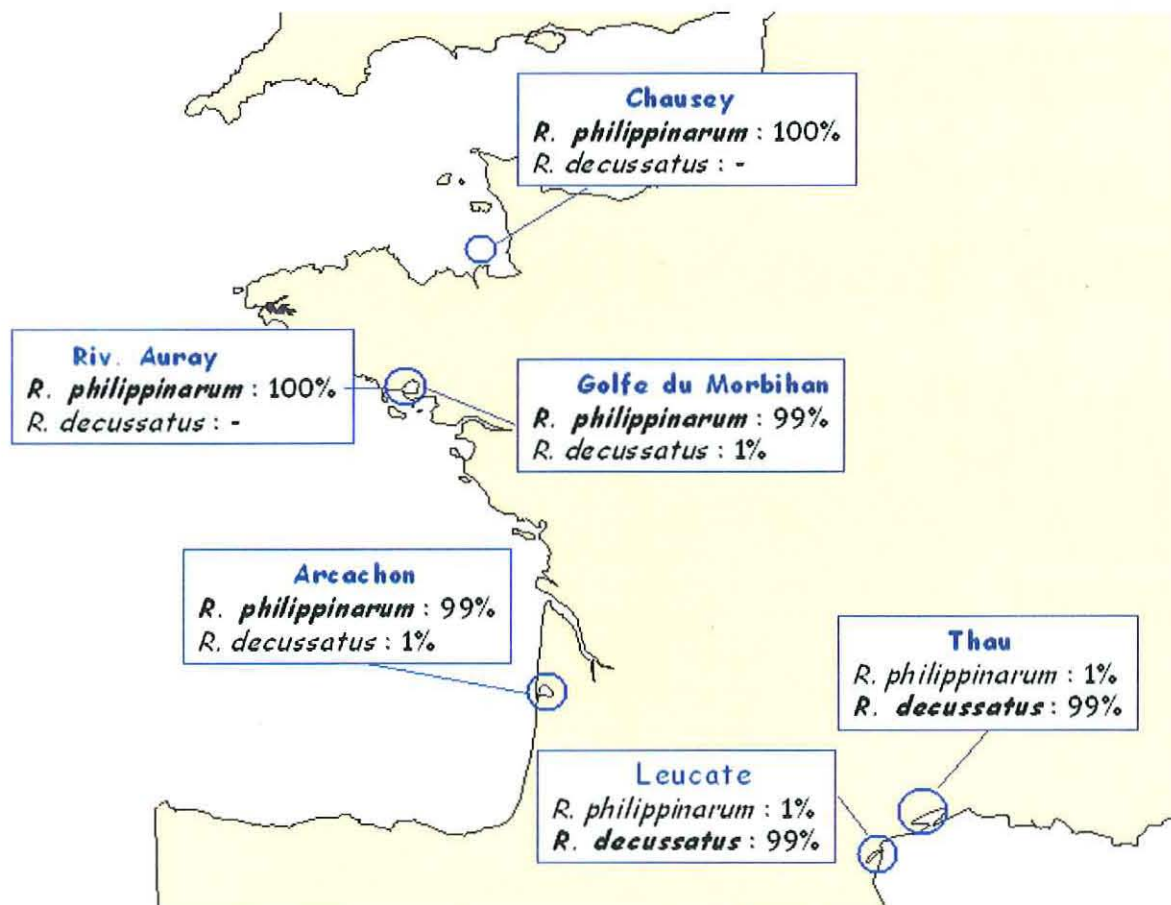 Chausey
R. philippinarum : 100%
R. decussatus : -
Riv. Auray
R. philippinarum : 100%
R. decussatus : -
Golfe du Morbihan
R. philippinarum : 99%
R. decussatus : 1%
Arcachon
R. philippinarum : 99%
R. decussatus : 1%
Thau
R. philippinarum : 1%
R. decussatus : 99%
Leucate
R. philippinarum : 1%
R. decussatus : 99%